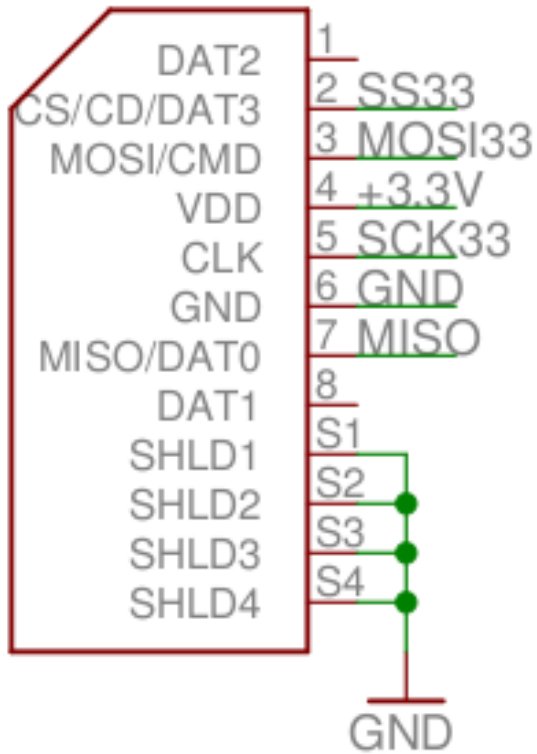 DAT2 1
CS/CD/DAT3 2 SS33
MOSI/CMD 3 MOSI33
VDD 4 +3.3V
CLK 5 SCK33
GND 6 GND
MISO/DAT0 7 MISO
DAT1 8
SHLD1 S1
SHLD2 S2
SHLD3 S3
SHLD4 S4
GND